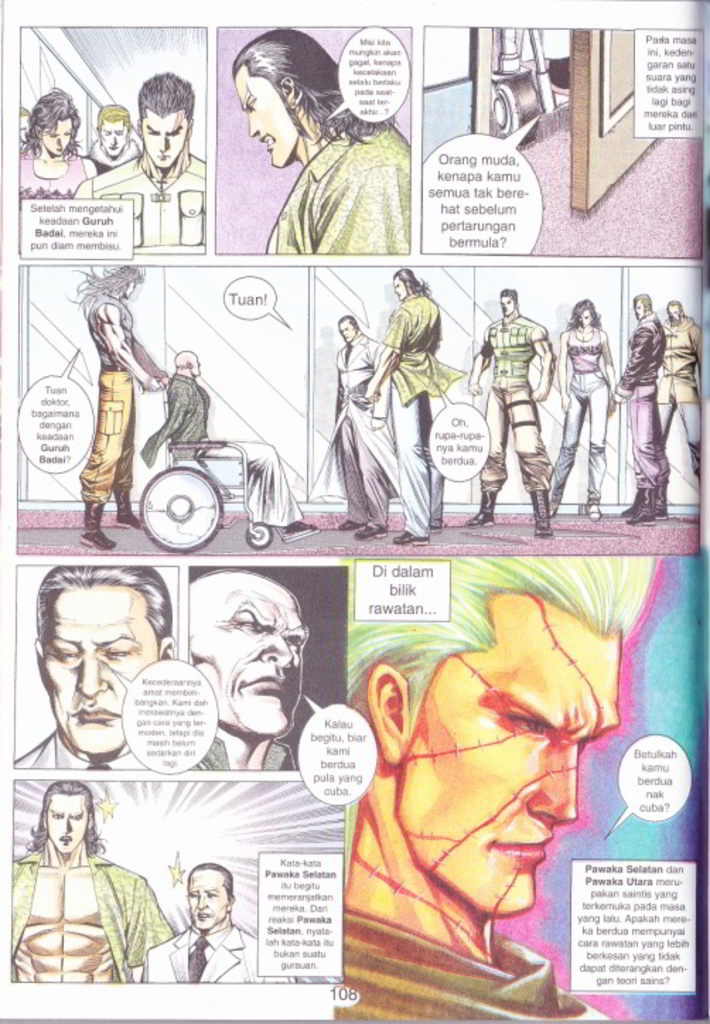 Setelah mengetahui
keadaan Guruh
Badai, mereka ini
pun diam membisu.
Misi kita
mungkin akan
gagal, kenapa
kecelakaan
selalu berlaku
pada saat-
saat ter-
akhir...?
Pada masa
ini, keden-
garan satu
suara yang
tidak asing
lagi bagi
mereka dari
luar pintu.
Orang muda,
kenapa kamu
semua tak bere-
hat sebelum
pertarungan
bermula?
Tuan
doktor,
bagaimana
dengan
keadaan
Guruh
Badai?
Tuan!
Oh,
rupa-rupa-
nya kamu
berdua.
Kecederaannya
amat membim-
bangkan. Kami dah
merawatnya den-
gan cara yang ter-
moden, tetapi dia
masih belum
sedarkan diri
lagi.
Kalau
begitu, biar
kami
berdua
pula yang
cuba.
Di dalam
bilik
rawatan...
Betulkah
kamu
berdua
nak
cuba?
Kata-kata
Pawaka Selatan
itu begitu
memeranjatkan
mereka. Dari
reaksi Pawaka
Selatan, nyata-
lah kata-kata itu
bukan suatu
gurauan.
Pawaka Selatan dan
Pawaka Utara meru-
pakan saintis yang
terkemuka pada masa
yang lalu. Apakah mere-
ka berdua mempunyai
cara rawatan yang lebih
berkesan yang tidak
dapat diterangkan den-
gan teori sains?
108